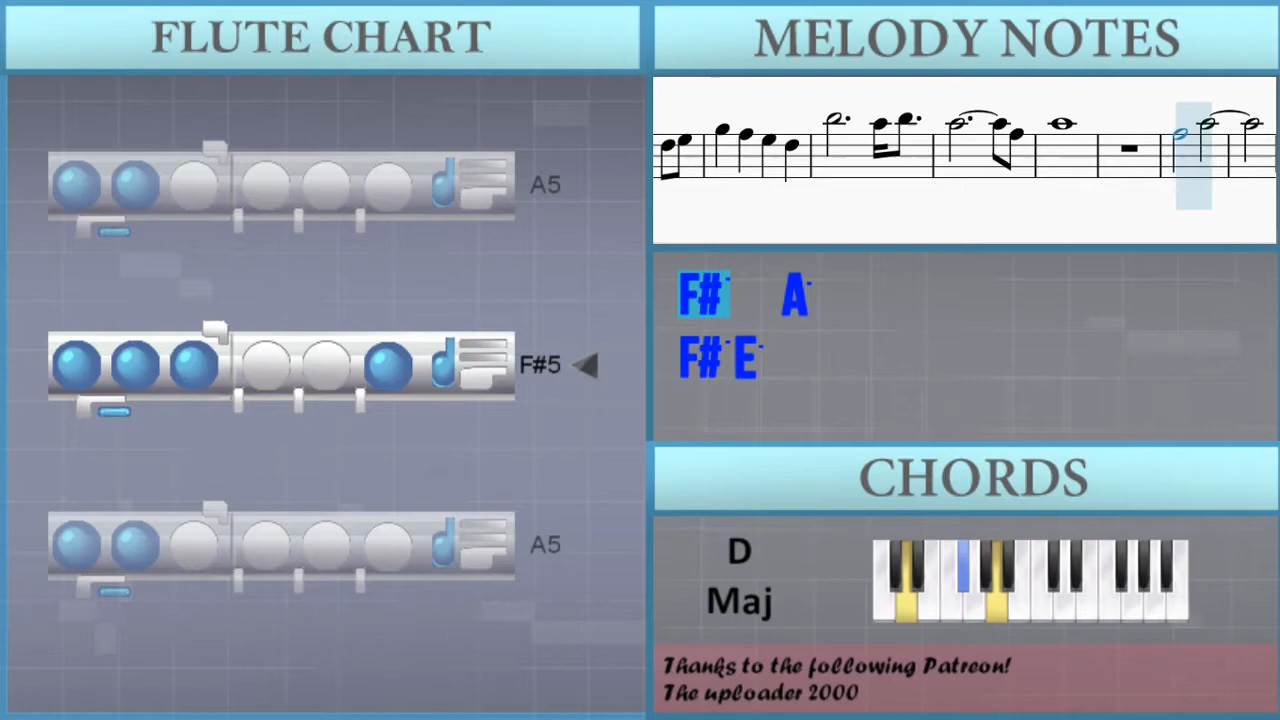 FLUTE CHART
A5
F#5
A5
MELODY NOTES
F#˙ A˙
F#˙ E˙
CHORDS
D
Maj
Thanks to the following Patreon!
The uploader 2000